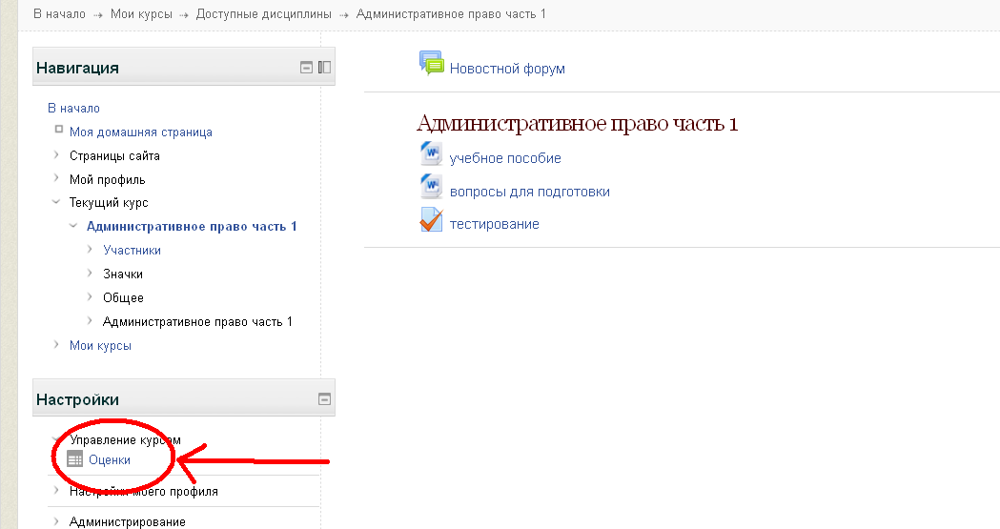 В начало → Мои курсы → Доступные дисциплины → Административное право часть 1
Навигация
В начало
Моя домашняя страница
Страницы сайта
Мой профиль
Текущий курс
Административное право часть 1
Участники
Значки
Общее
Административное право часть 1
Мои курсы
Настройки
Управление курсом
Оценки
Настройки моего профиля
Администрирование
Новостной форум
Административное право часть 1
учебное пособие
вопросы для подготовки
тестирование